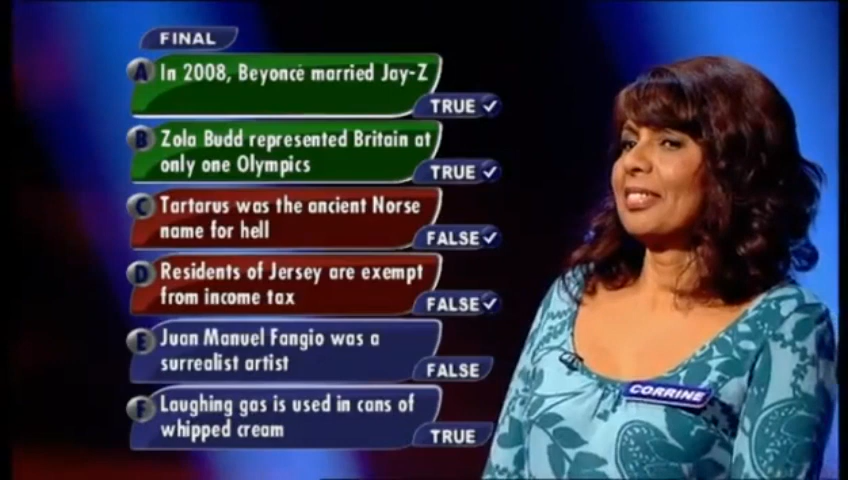 FINAL
A In 2008, Beyoncé married Jay-Z
TRUE ✓
B Zola Budd represented Britain at
only one Olympics
TRUE ✓
C Tartarus was the ancient Norse
name for hell
FALSE ✓
D Residents of Jersey are exempt
from income tax
FALSE ✓
E Juan Manuel Fangio was a
surrealist artist
FALSE
F Laughing gas is used in cans of
whipped cream
TRUE
CORRINE